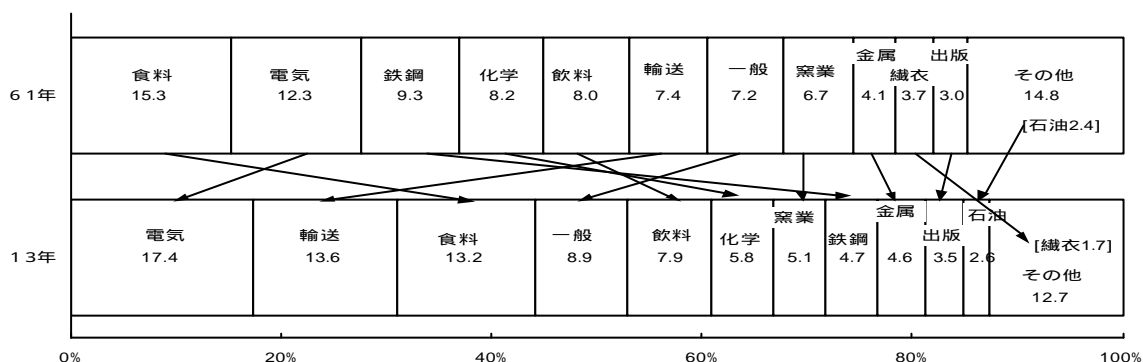 金属 出版
食料 電気 鉄鋼 化学 飲料 輸送 一般 窯業 繊衣 その他
61年 15.3 12.3 9.3 8.2 8.0 7.4 7.2 6.7 4.1 3.7 3.0 14.8
[石油2.4]
窯業 金属 石油
電気 輸送 食料 一般 飲料 化学 鉄鋼 出版 [繊衣1.7]
13年 17.4 13.6 13.2 8.9 7.9 5.8 5.1 4.7 4.6 3.5 2.6
その他
12.7
0% 20% 40% 60% 80% 100%